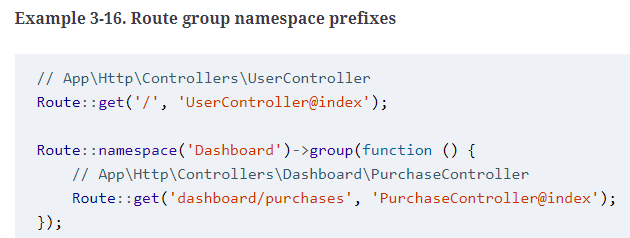 Example 3-16. Route group namespace prefixes
// App\Http\Controllers\UserController
Route::get('/', 'UserController@index');
Route::namespace('Dashboard')->group(function () {
// App\Http\Controllers\Dashboard\PurchaseController
Route::get('dashboard/purchases', 'PurchaseController@index');
});